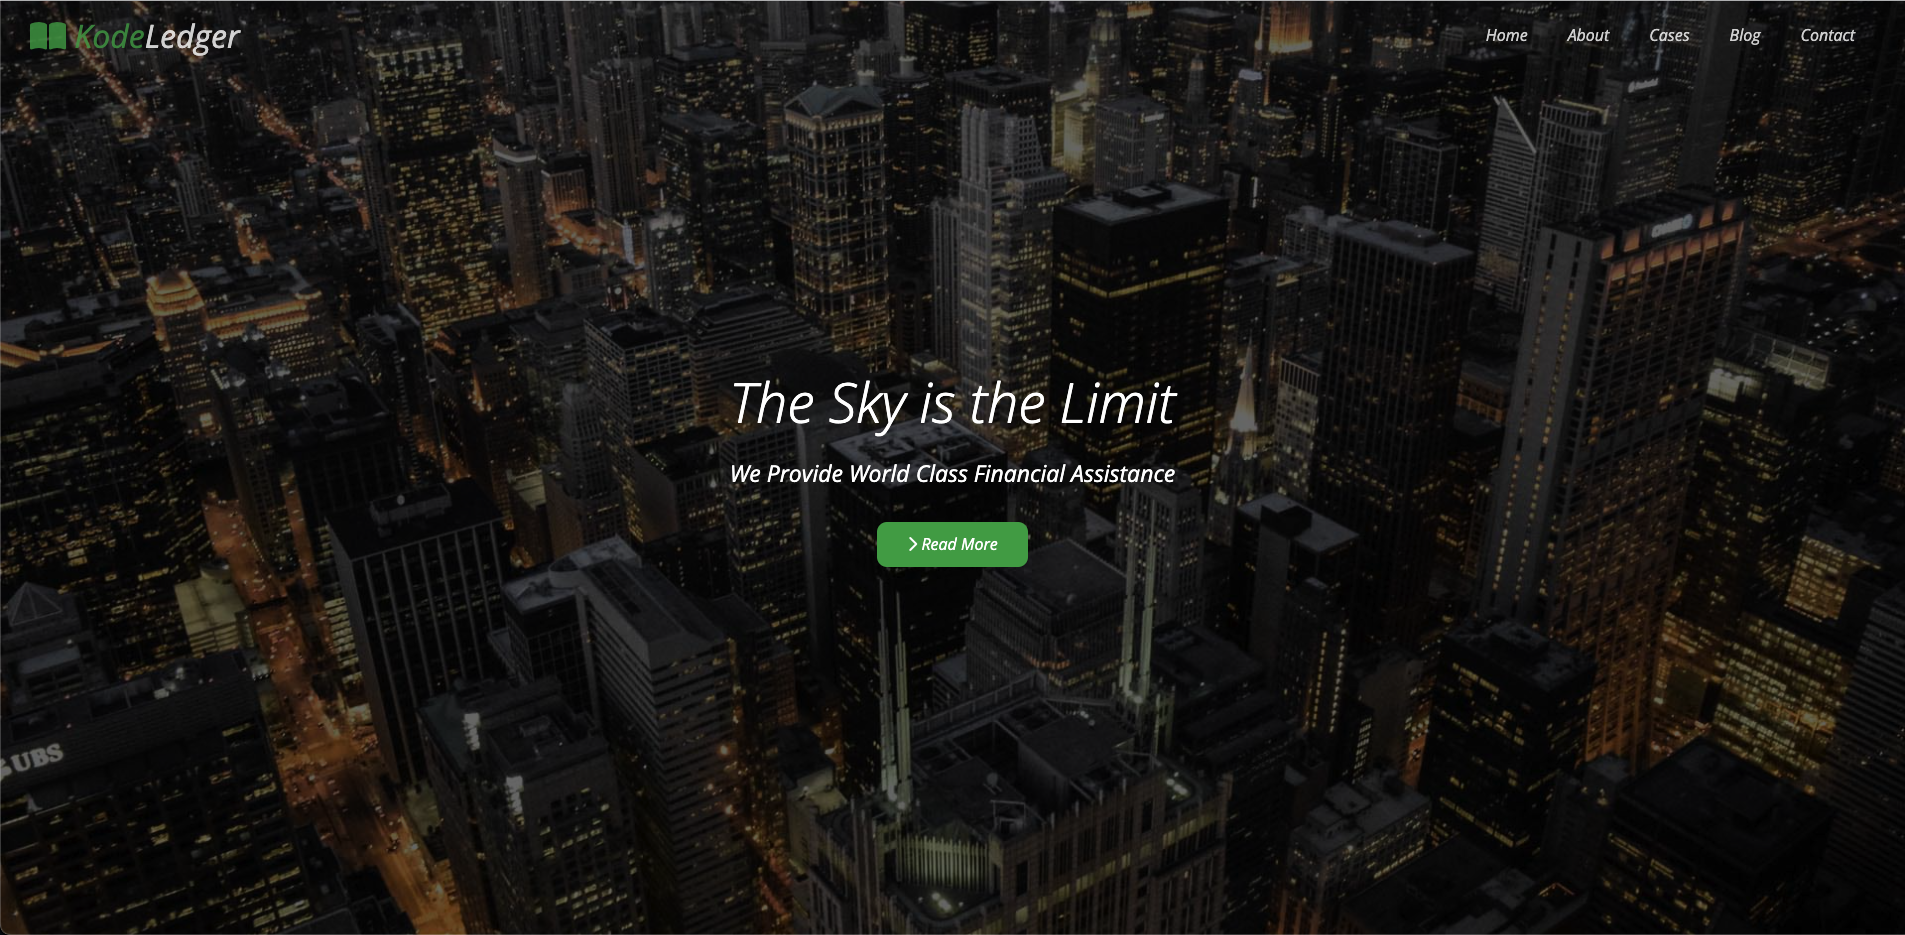 KodeLedger
Home About Cases Blog Contact
The Sky is the Limit
We Provide World Class Financial Assistance
Read More
UBS